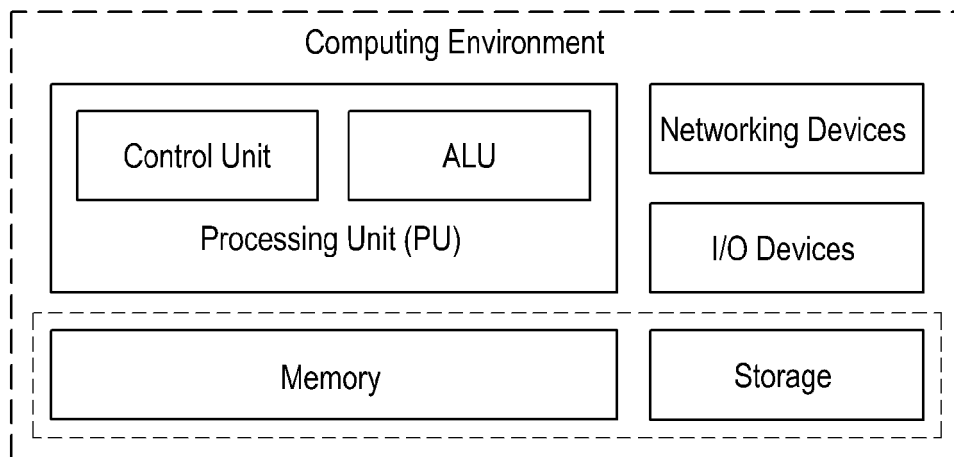 Computing Environment
Control Unit
ALU
Processing Unit (PU)
Networking Devices
I/O Devices
Memory
Storage